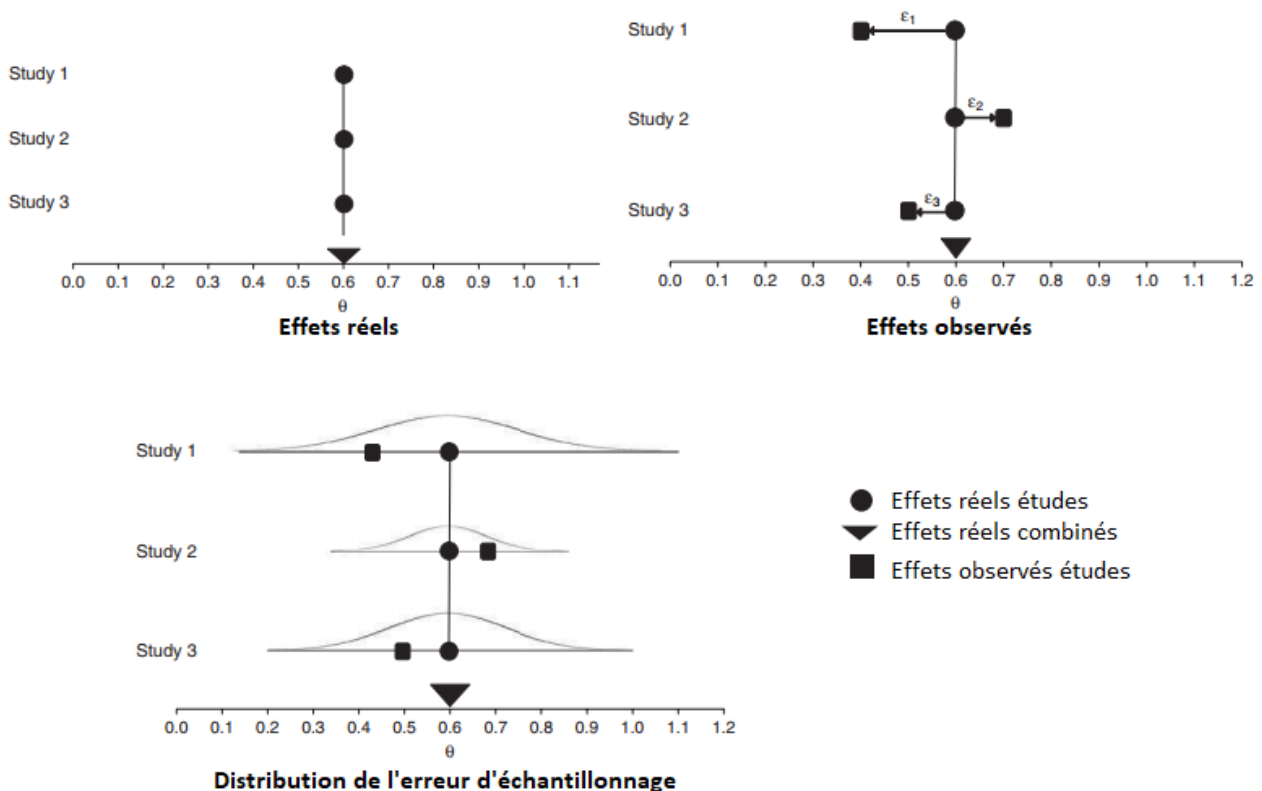 Study 1
Study 2
Study 3
0.0 0.1 0.2 0.3 0.4 0.5 0.6 0.7 0.8 0.9 1.0 1.1
θ
Effets réels
Study 1
ε1
Study 2
ε2
Study 3
ε3
0.0 0.1 0.2 0.3 0.4 0.5 0.6 0.7 0.8 0.9 1.0 1.1 1.2
θ
Effets observés
Study 1
Study 2
Study 3
0.0 0.1 0.2 0.3 0.4 0.5 0.6 0.7 0.8 0.9 1.0 1.1 1.2
θ
Distribution de l'erreur d'échantillonnage
Effets réels études
Effets réels combinés
Effets observés études